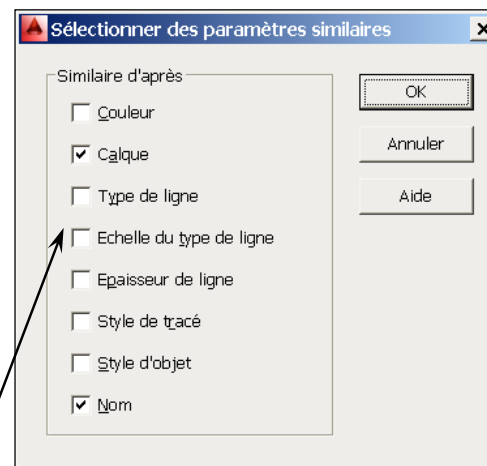 Sélectionner des paramètres similaires
Similaire d'après
Couleur
Calque
Type de ligne
Echelle du type de ligne
Epaisseur de ligne
Style de tracé
Style d'objet
Nom
OK
Annuler
Aide